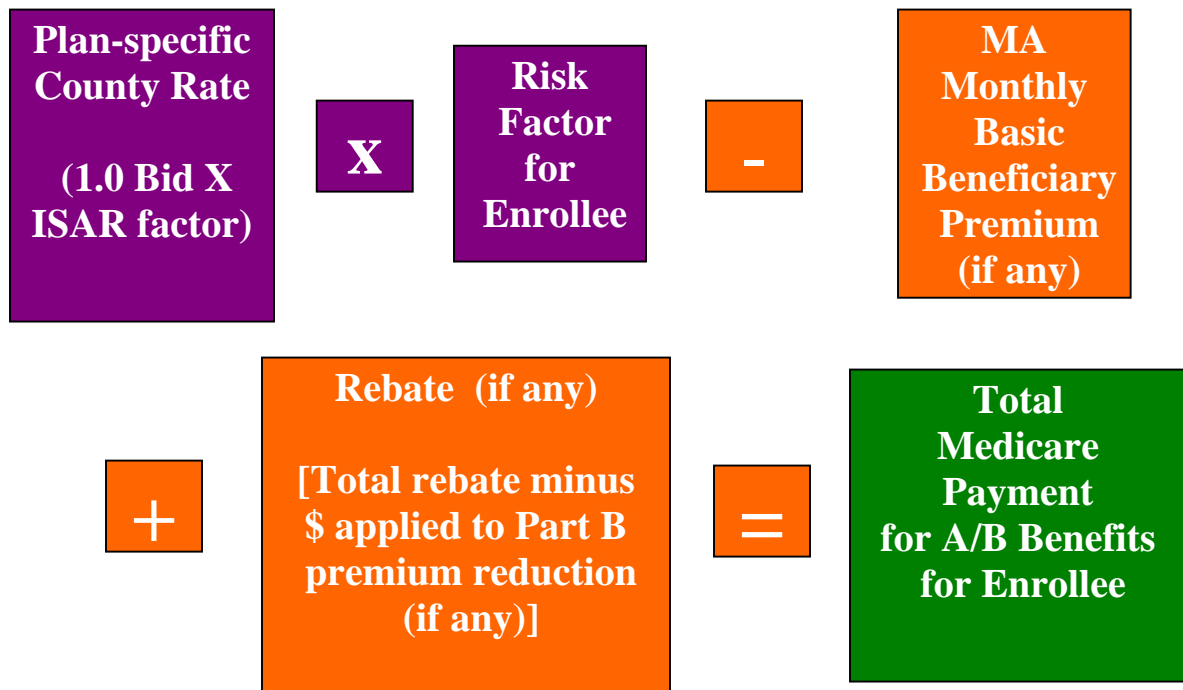 Plan-specific
County Rate
(1.0 Bid X
ISAR factor)
x
Risk
Factor
for
Enrollee
-
MA
Monthly
Basic
Beneficiary
Premium
(if any)
+
Rebate (if any)
[Total rebate minus
$ applied to Part B
premium reduction
(if any)]
=
Total
Medicare
Payment
for A/B Benefits
for Enrollee